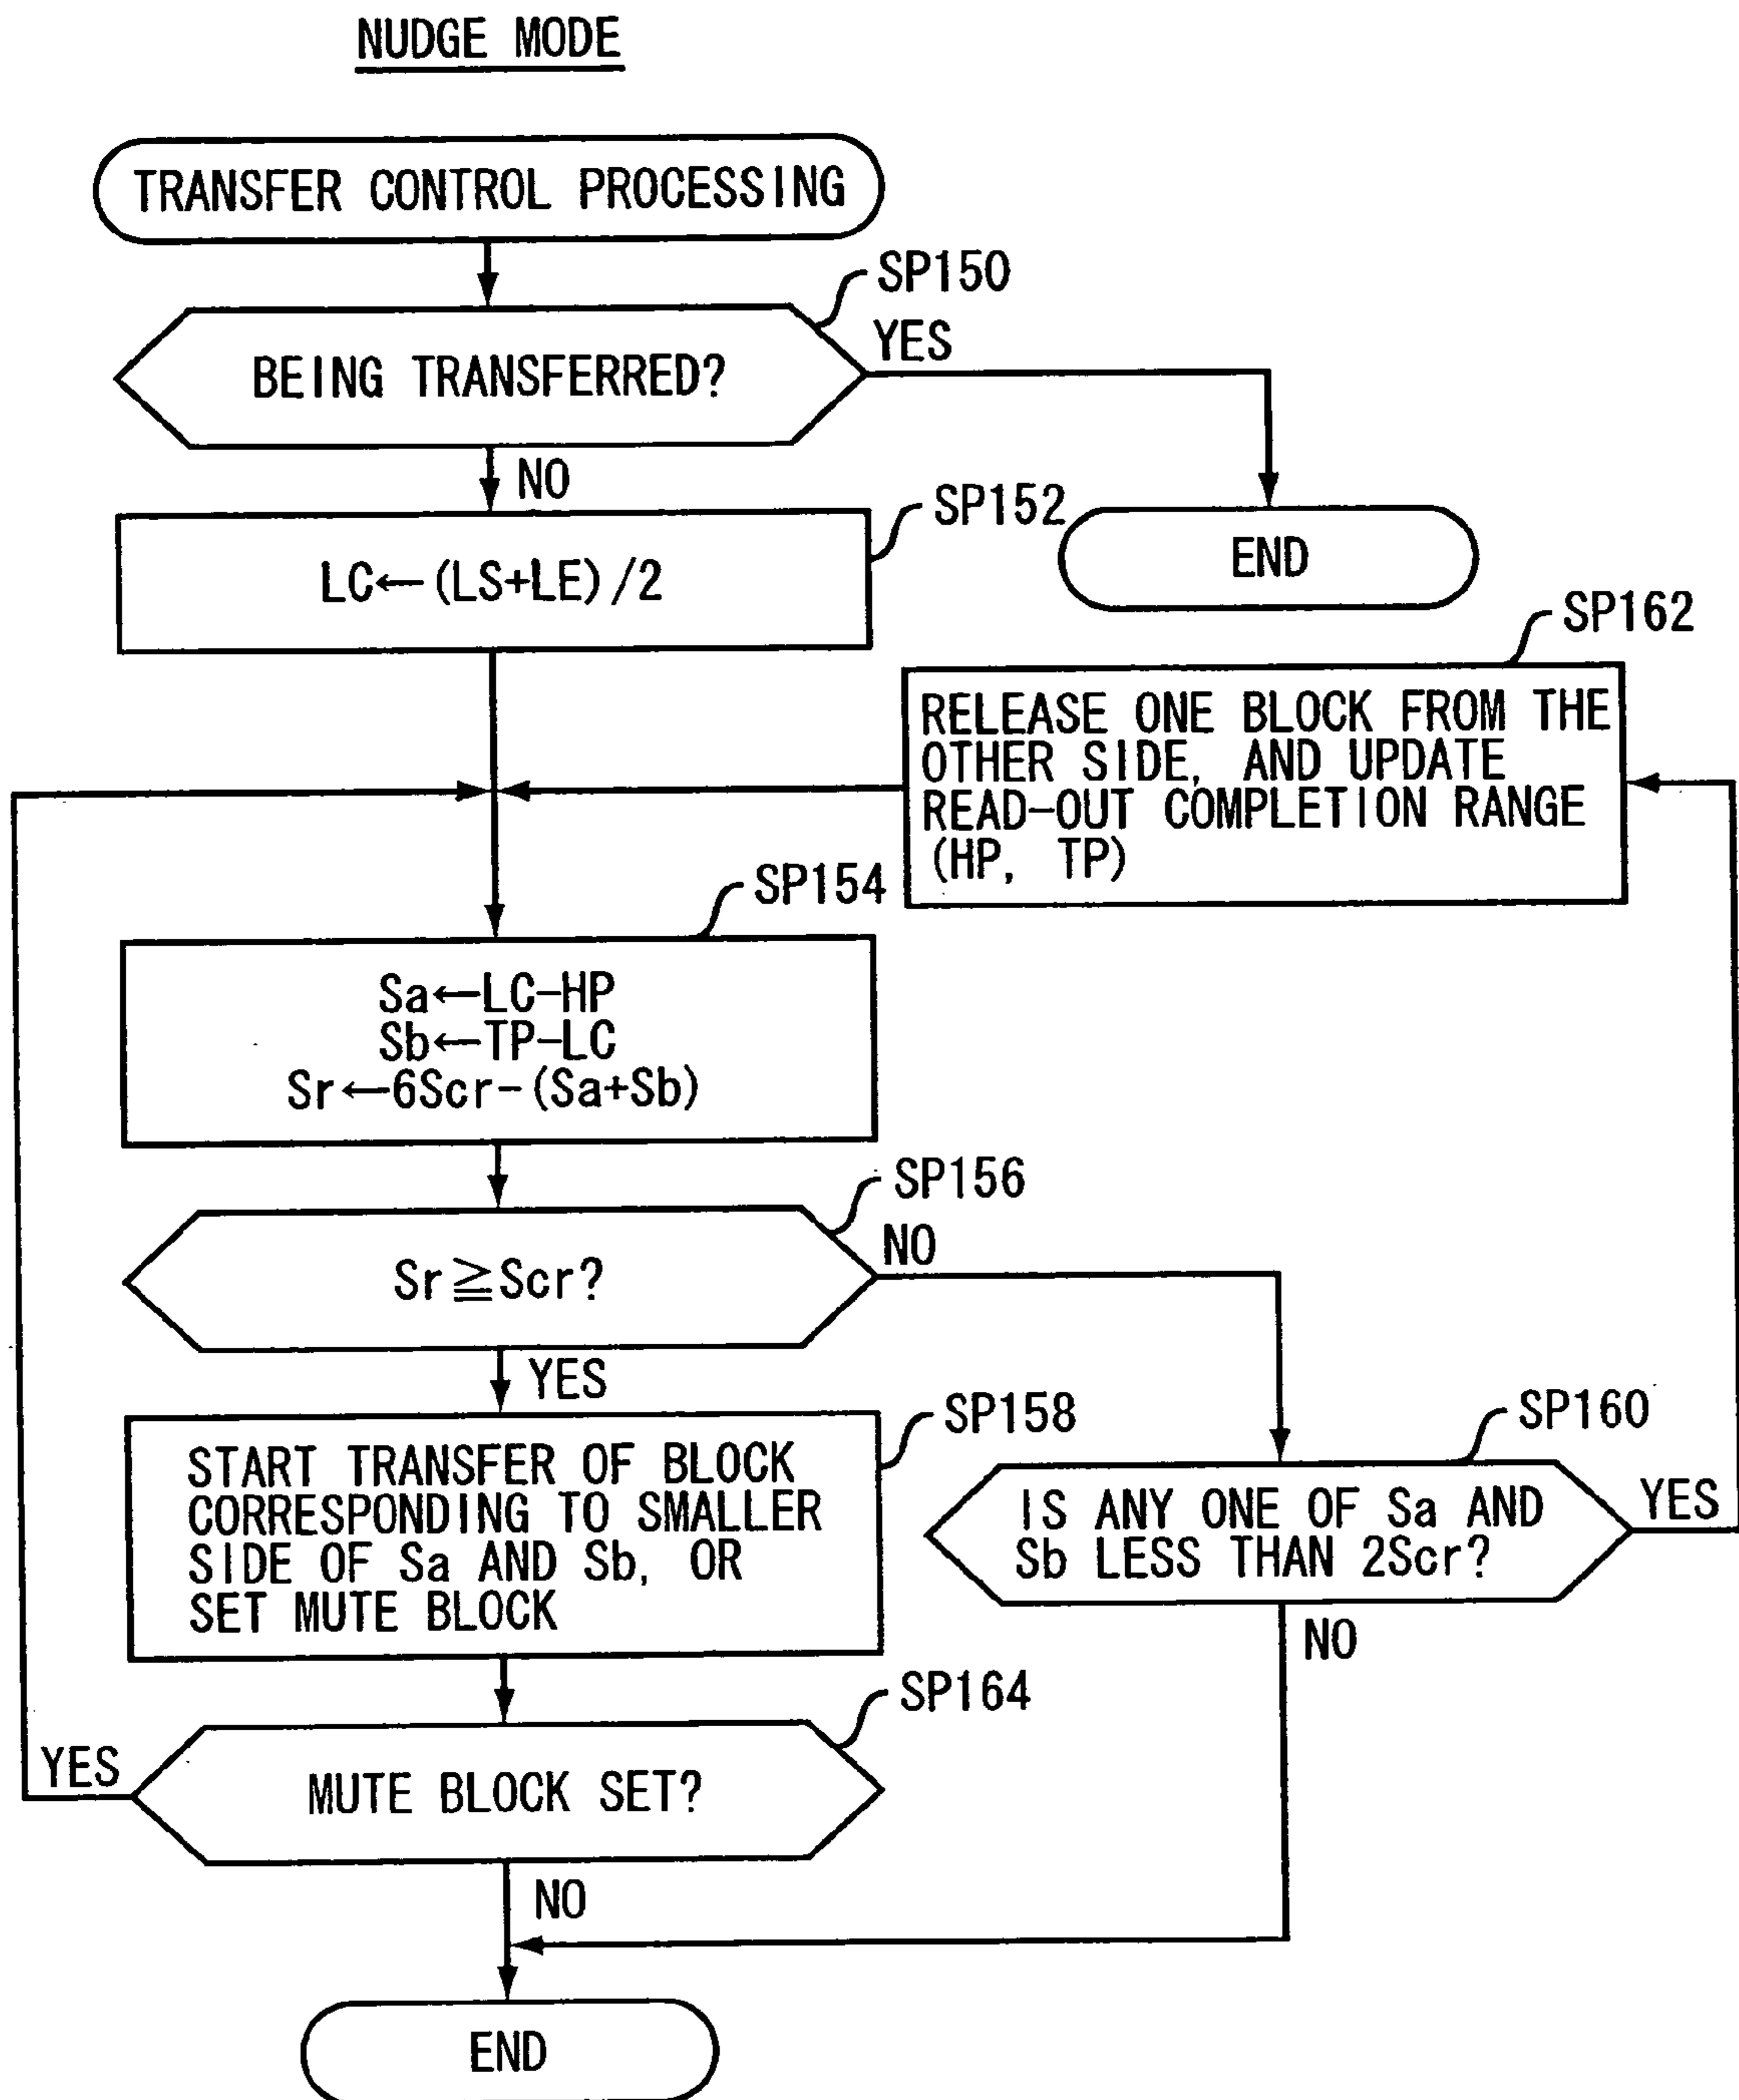 NUDGE MODE
TRANSFER CONTROL PROCESSING
SP150
BEING TRANSFERRED?
YES
NO
SP152
LC←(LS+LE)/2
END
SP162
RELEASE ONE BLOCK FROM THE
OTHER SIDE, AND UPDATE
READ-OUT COMPLETION RANGE
(HP, TP)
SP154
Sa←LC-HP
Sb←TP-LC
Sr←6Scr-(Sa+Sb)
SP156
Sr≧Scr?
NO
YES
SP158
START TRANSFER OF BLOCK
CORRESPONDING TO SMALLER
SIDE OF Sa AND Sb, OR
SET MUTE BLOCK
SP160
IS ANY ONE OF Sa AND
Sb LESS THAN 2Scr?
YES
NO
SP164
MUTE BLOCK SET?
YES
NO
END